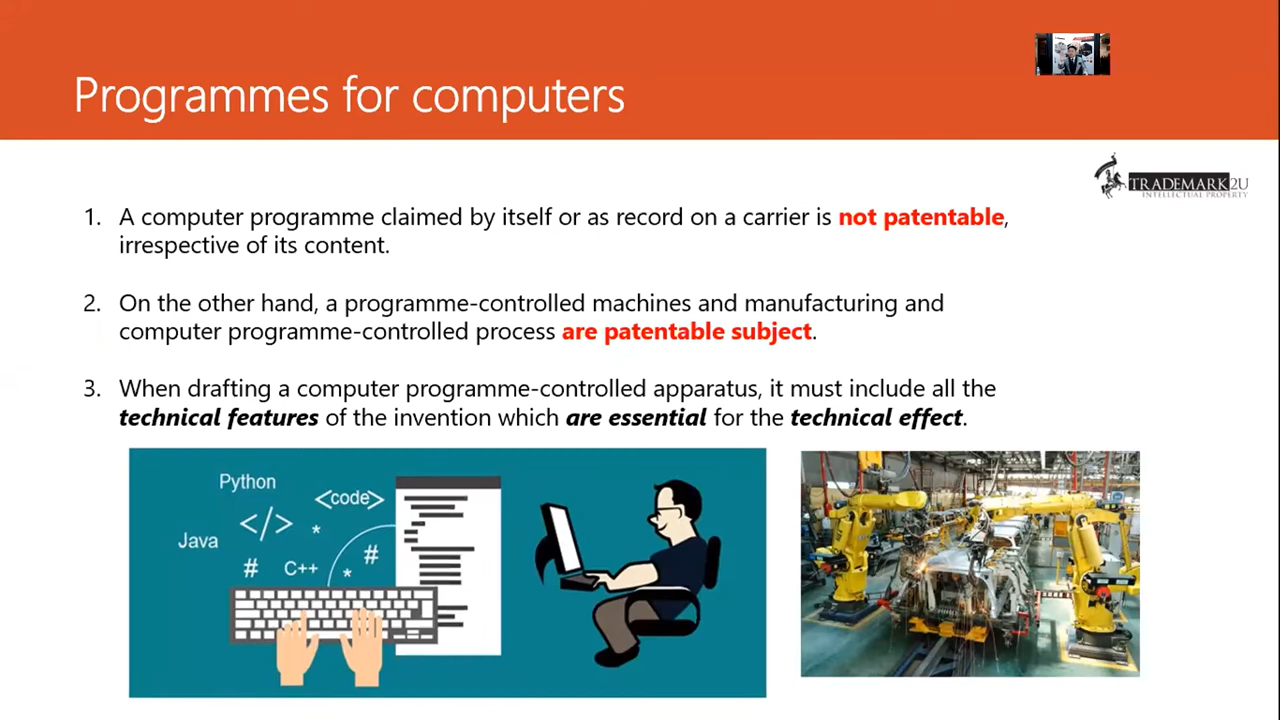 Programmes for computers
TRADEMARK2U
INTELLECTUAL PROPERTY
1. A computer programme claimed by itself or as record on a carrier is not patentable,
irrespective of its content.
2. On the other hand, a programme-controlled machines and manufacturing and
computer programme-controlled process are patentable subject.
3. When drafting a computer programme-controlled apparatus, it must include all the
technical features of the invention which are essential for the technical effect.
Python
<code>
</>
*
Java
#
C++
*
#